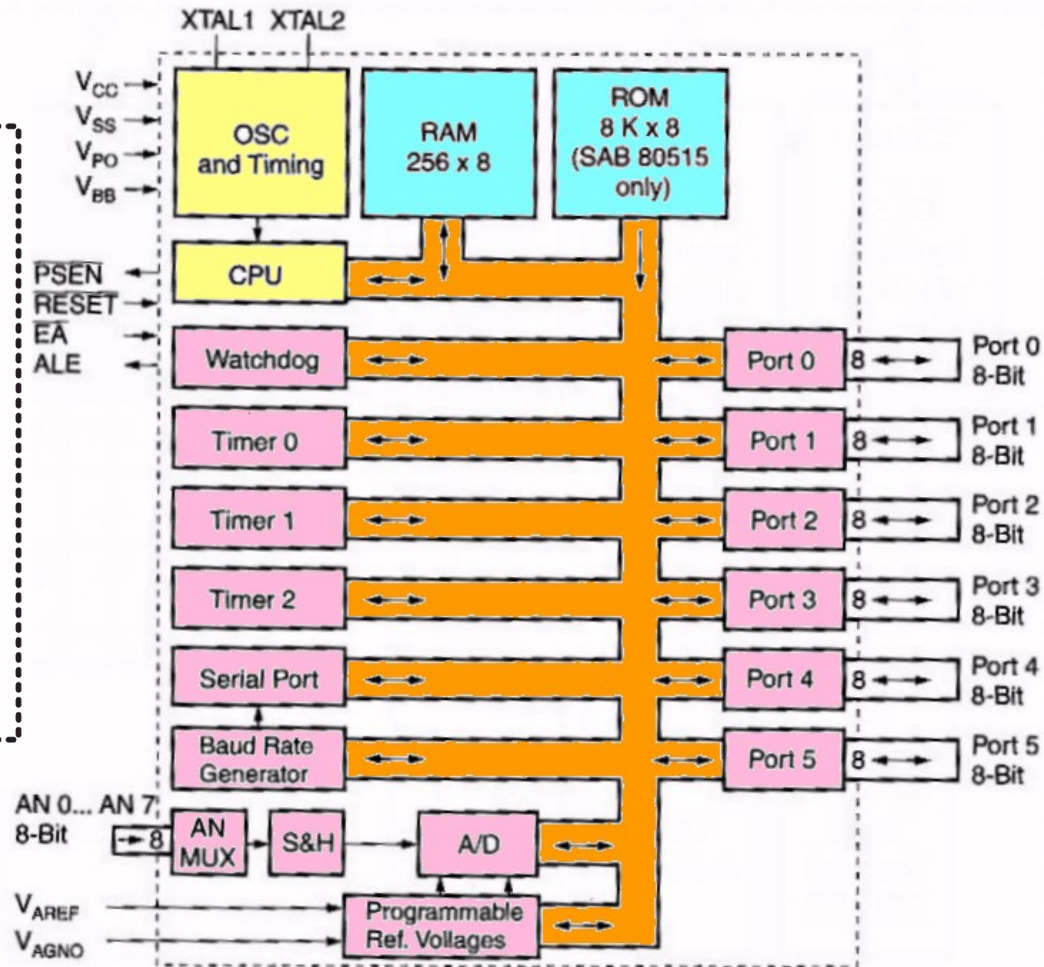 XTAL1 XTAL2
VCC
VSS
VPO
VBB
OSC
and Timing
RAM
256 x 8
ROM
8 K x 8
(SAB 80515
only)
PSEN
RESET
EA
ALE
CPU
Watchdog
Port 0
8
Port 0
8-Bit
Timer 0
Port 1
8
Port 1
8-Bit
Timer 1
Port 2
8
Port 2
8-Bit
Timer 2
Port 3
8
Port 3
8-Bit
Serial Port
Port 4
8
Port 4
8-Bit
Baud Rate
Generator
Port 5
8
Port 5
8-Bit
AN 0... AN 7
8-Bit
8
AN
MUX
S&H
A/D
VAREF
VAGNO
Programmable
Ref. Vollages